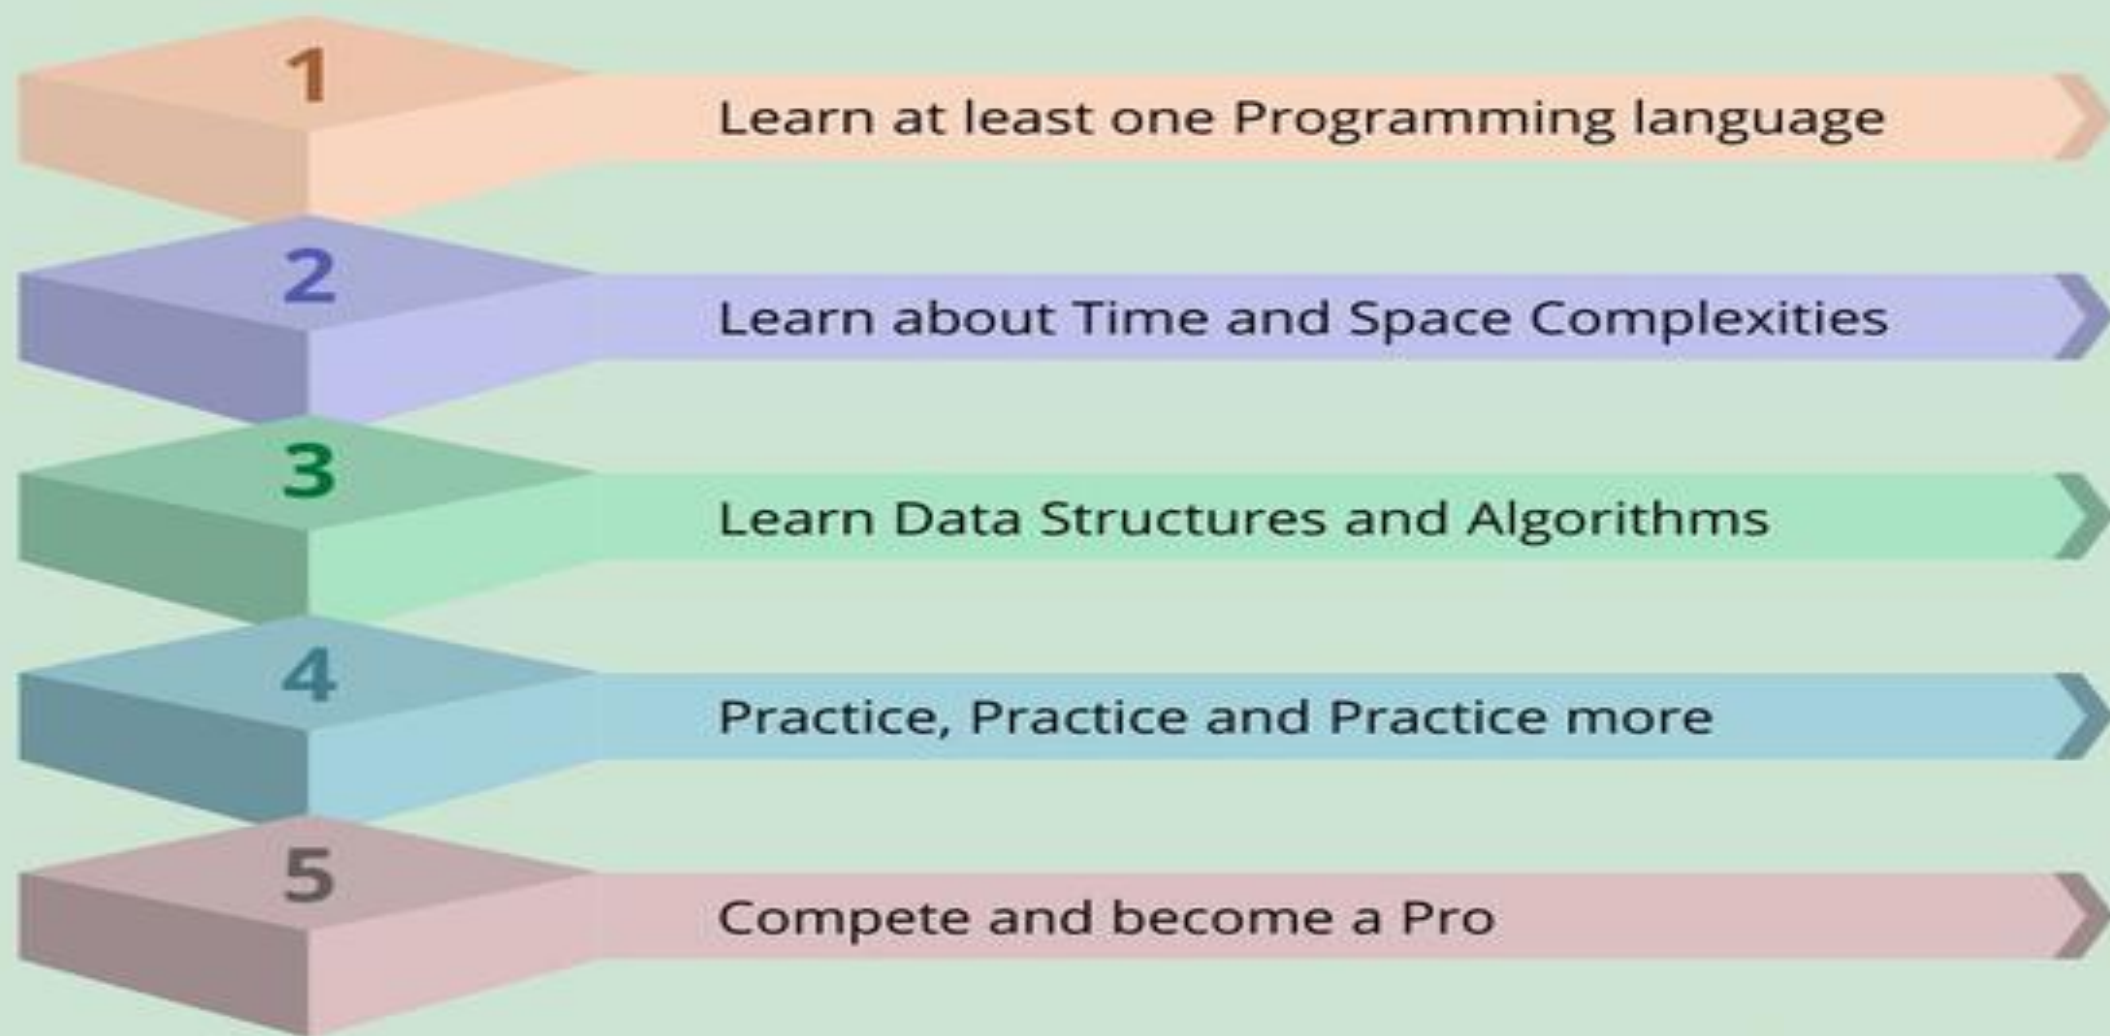 1
Learn at least one Programming language
2
Learn about Time and Space Complexities
3
Learn Data Structures and Algorithms
4
Practice, Practice and Practice more
5
Compete and become a Pro